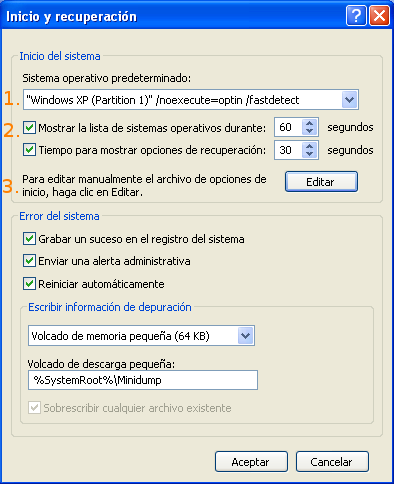 Inicio y recuperación
Inicio del sistema
Sistema operativo predeterminado:
1. "Windows XP (Partition 1)" /noexecute=optin /fastdetect
2. Mostrar la lista de sistemas operativos durante: 60 segundos
Tiempo para mostrar opciones de recuperación: 30 segundos
3. Para editar manualmente el archivo de opciones de
inicio, haga clic en Editar.
Editar
Error del sistema
Grabar un suceso en el registro del sistema
Enviar una alerta administrativa
Reiniciar automáticamente
Escribir información de depuración
Volcado de memoria pequeña (64 KB)
Volcado de descarga pequeña:
%SystemRoot%\Minidump
Sobrescribir cualquier archivo existente
Aceptar Cancelar